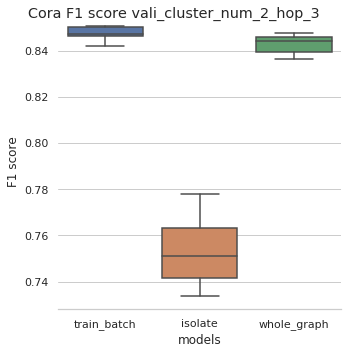 Cora F1 score vali_cluster_num_2_hop_3
0.84
0.82
0.80
0.78
0.76
0.74
F1 score
train_batch isolate whole_graph
models